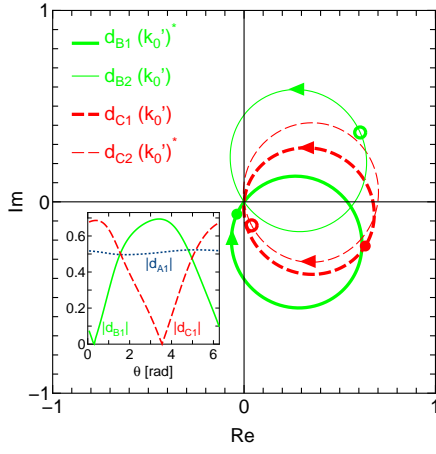 1
d_B1 (k_0')^*
d_B2 (k_0')
d_C1 (k_0')
d_C2 (k_0')^*
Im
0
0.6
0.4
0.2
0
|d_A1|
|d_B1|
|d_C1|
0 2 4 6
θ [rad]
-1
-1 0 1
Re